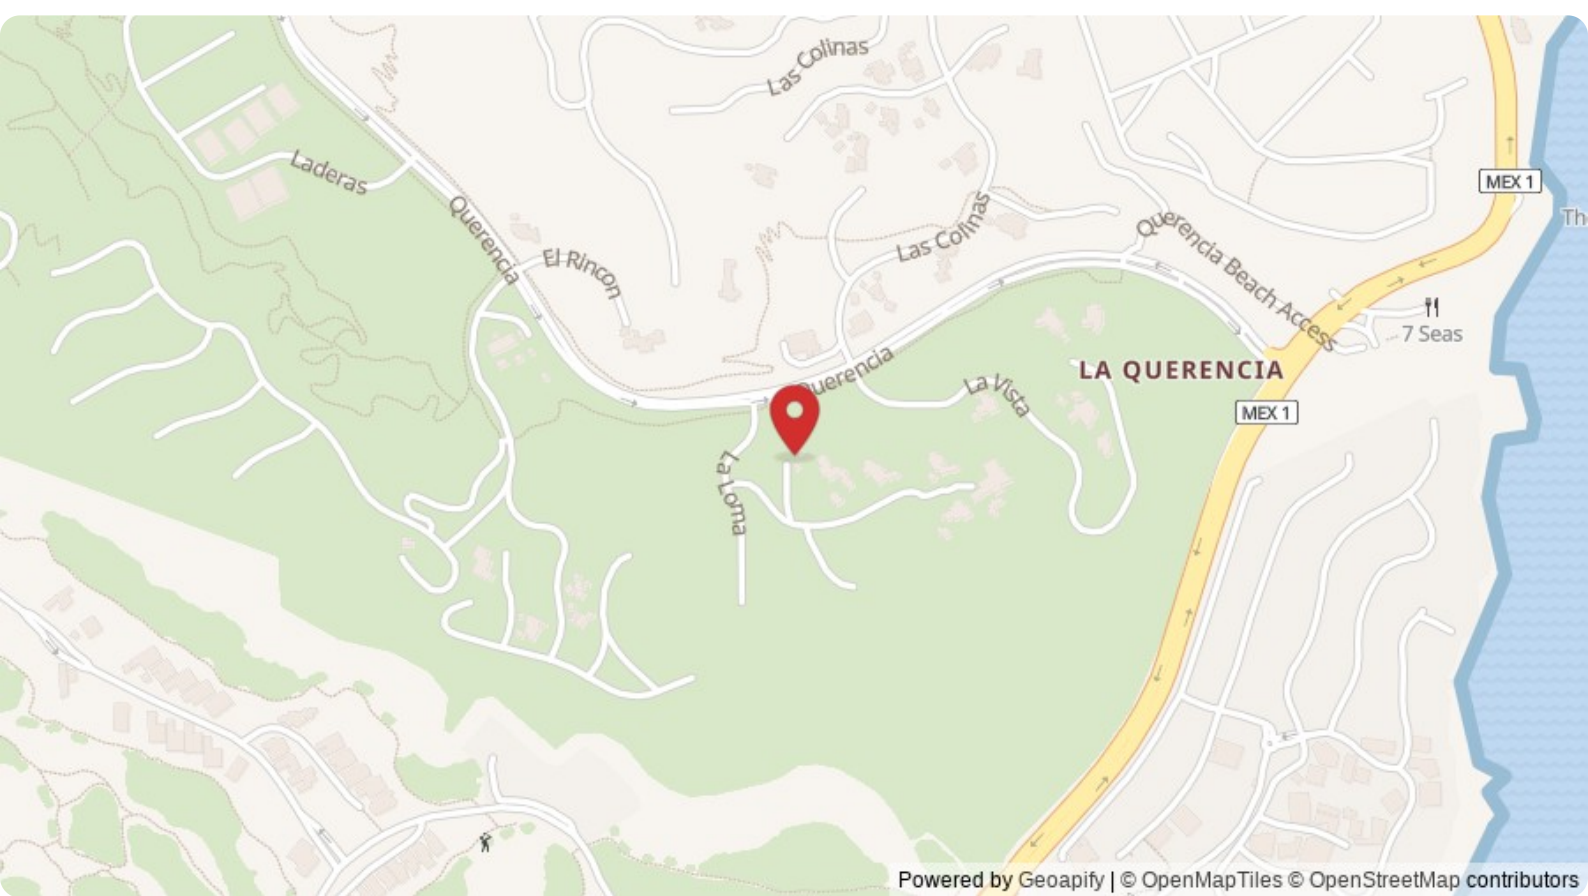 Las Colinas
Laderas
MEX 1
Querencia
Las Colinas
Querencia Beach Access
Th
El Rincon
7 Seas
Querencia
LA QUERENCIA
La Vista
MEX 1
La Loma
Powered by Geoapify | © OpenMapTiles © OpenStreetMap contributors